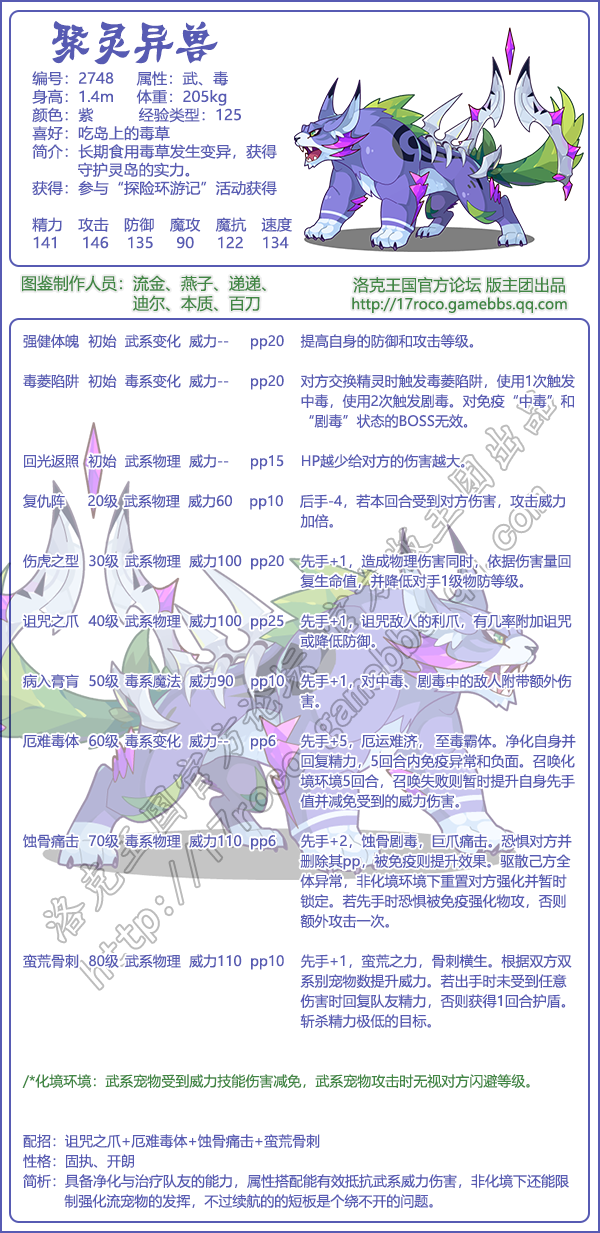 聚灵异兽
编号：2748 属性：武、毒
身高：1.4m 体重：205kg
颜色：紫 经验类型：125
喜好：吃岛上的毒草
简介：长期食用毒草发生变异，获得
守护灵岛的实力。
获得：参与“探险环游记”活动获得
精力 攻击 防御 魔攻 魔抗 速度
141 146 135 90 122 134
图鉴制作人员：流金、燕子、递递、
迪尔、本质、百刀
洛克王国官方论坛 版主团出品
http://17roco.gamebbs.qq.com
强健体魄 初始 武系变化 威力-- pp20 提高自身的防御和攻击等级。
毒萎陷阱 初始 毒系变化 威力-- pp20 对方交换精灵时触发毒萎陷阱，使用1次触发
中毒，使用2次触发剧毒。对免疫“中毒”和
“剧毒”状态的BOSS无效。
回光返照 初始 武系物理 威力-- pp15 HP越少给对方的伤害越大。
复仇阵 20级 武系物理 威力60 pp10 后手-4，若本回合受到对方伤害，攻击威力
加倍。
伤虎之型 30级 武系物理 威力100 pp20 先手+1，造成物理伤害同时，依据伤害量回
复生命值，并降低对手1级物防等级。
诅咒之爪 40级 武系物理 威力100 pp25 先手+1，诅咒敌人的利爪，有几率附加诅咒
或降低防御。
病入膏肓 50级 毒系魔法 威力90 pp10 先手+1，对中毒、剧毒中的敌人附带额外伤
害。
厄难毒体 60级 毒系变化 威力-- pp6 先手+5，厄运难济， 至毒霸体。净化自身并
回复精力，5回合内免疫异常和负面。召唤化
境环境5回合，召唤失败则暂时提升自身先手
值并减免受到的威力伤害。
蚀骨痛击 70级 毒系物理 威力110 pp6 先手+2，蚀骨剧毒，巨爪痛击。恐惧对方并
删除其pp，被免疫则提升效果。驱散己方全
体异常，非化境环境下重置对方强化并暂时
锁定。若先手时恐惧被免疫强化物攻，否则
额外攻击一次。
蛮荒骨刺 80级 武系物理 威力110 pp10 先手+1，蛮荒之力，骨刺横生。根据双方双
系别宠物数提升威力。若出手时未受到任意
伤害时回复队友精力，否则获得1回合护盾。
斩杀精力极低的目标。
/*化境环境：武系宠物受到威力技能伤害减免，武系宠物攻击时无视对方闪避等级。
配招：诅咒之爪+厄难毒体+蚀骨痛击+蛮荒骨刺
性格：固执、开朗
简析：具备净化与治疗队友的能力，属性搭配能有效抵抗武系威力伤害，非化境下还能限
制强化流宠物的发挥，不过续航的的短板是个绕不开的问题。
洛克王国官方论坛 版主团出品
http://17roco.gamebbs.qq.com